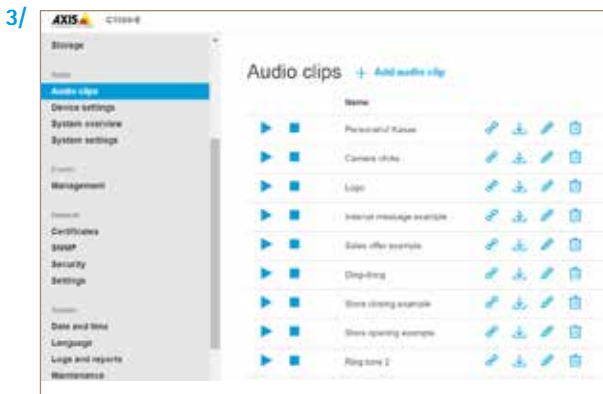 3/
AXIS
Storage
Audio clips
Device settings
System overview
System settings
Management
Certificates
SNMP
Security
Settings
Date and time
Language
Logs and reports
Maintenance
Audio clips + Add audio clip
Name
Camera clicks
Logo
Internal message example
Sales offer example
Ding-dong
Store closing example
Store opening example
Ring tone 2